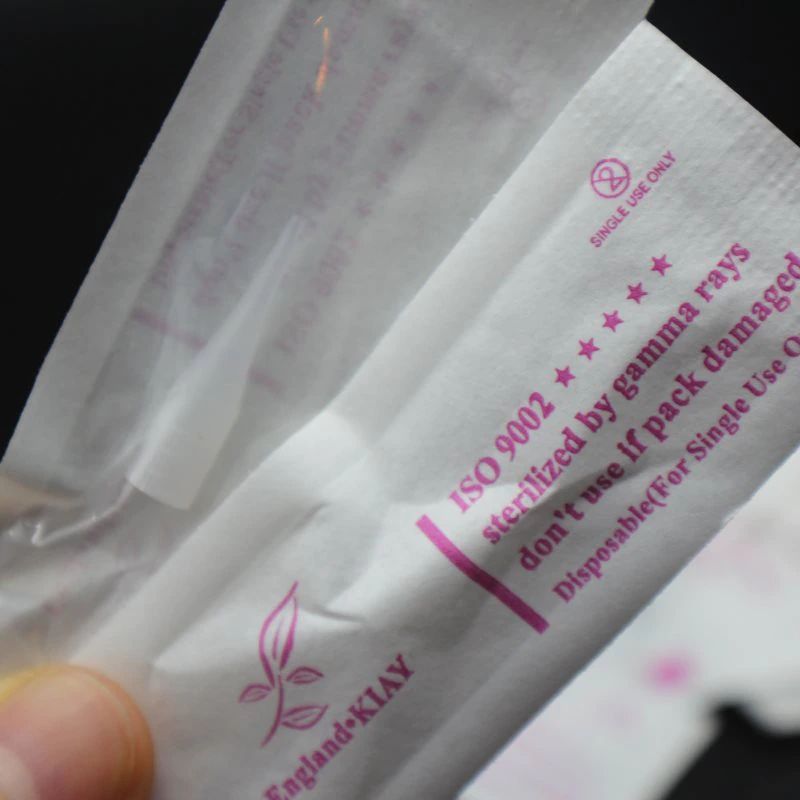 SINGLE USE ONLY
ISO 9002 ★★★★★
sterilized by gamma rays
don't use if pack damaged
Disposable(For Single Use
England•KIAY